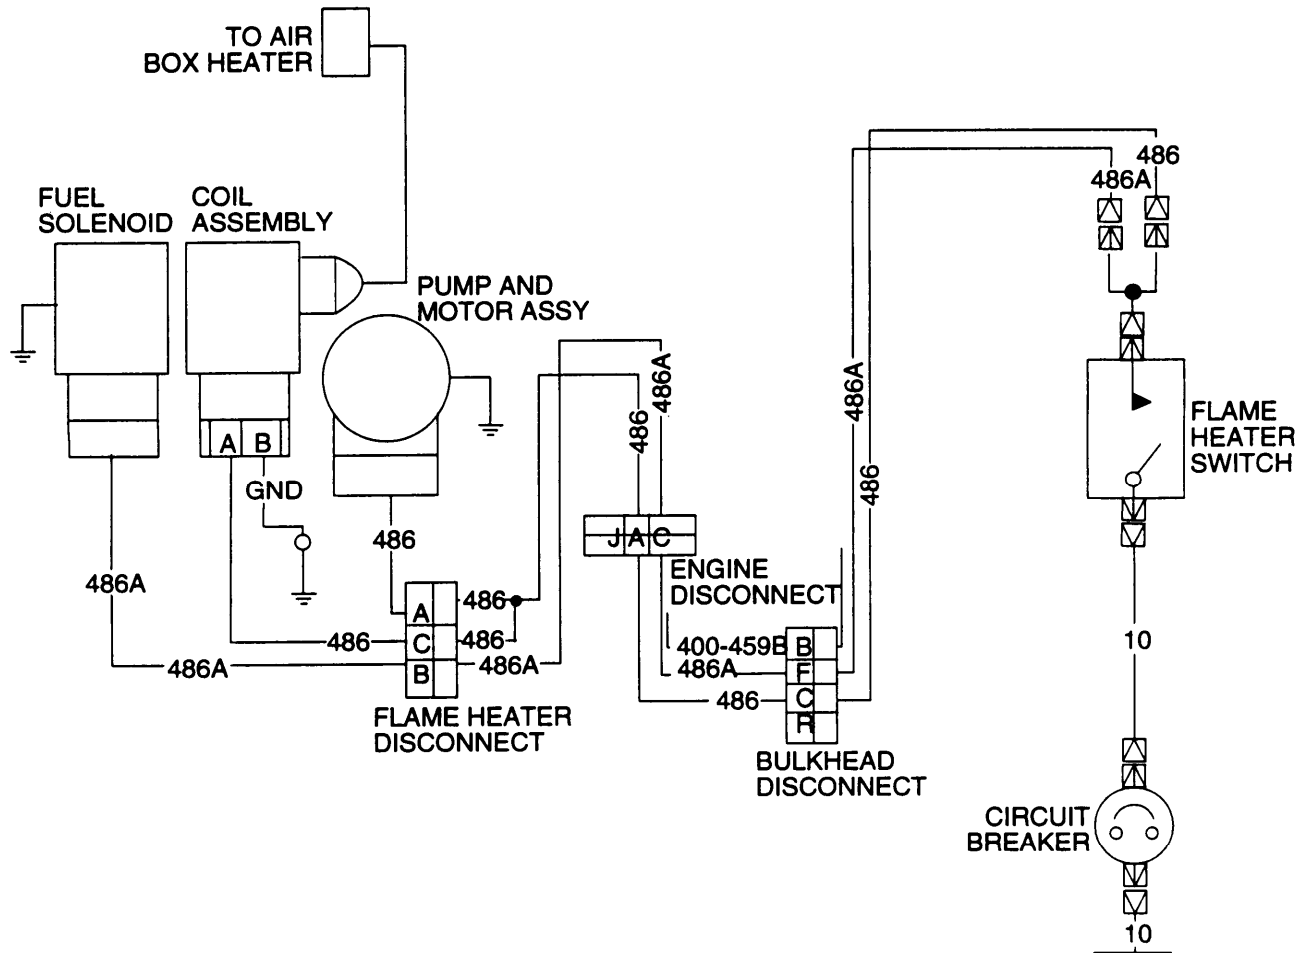 TO AIR
BOX HEATER
486
486A
FUEL
SOLENOID
COIL
ASSEMBLY
PUMP AND
MOTOR ASSY
486A
486A
486
FLAME
HEATER
SWITCH
A B
GND
486
486
J A C
486A
ENGINE
DISCONNECT
A
486
C
486
486
B
486A
486A
FLAME HEATER
DISCONNECT
400-459B
B
486A
F
486
C
R
BULKHEAD
DISCONNECT
10
CIRCUIT
BREAKER
10